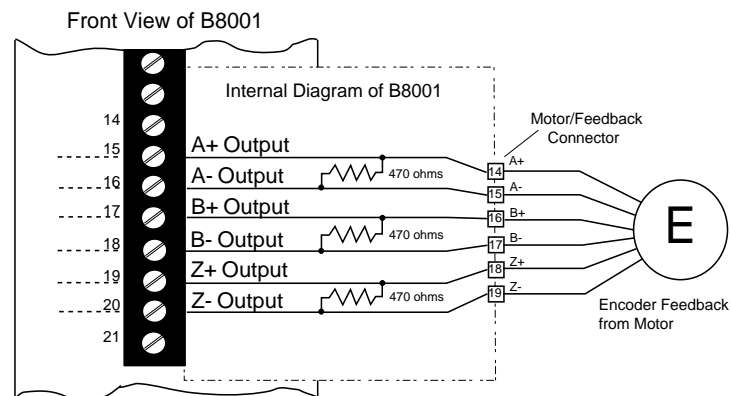 Front View of B8001
Internal Diagram of B8001
Motor/Feedback
Connector
14
15
16
17
18
19
20
21
A+ Output
A- Output
B+ Output
B- Output
Z+ Output
Z- Output
470 ohms
470 ohms
470 ohms
14 A+
15 A-
16 B+
17 B-
18 Z+
19 Z-
E
Encoder Feedback
from Motor